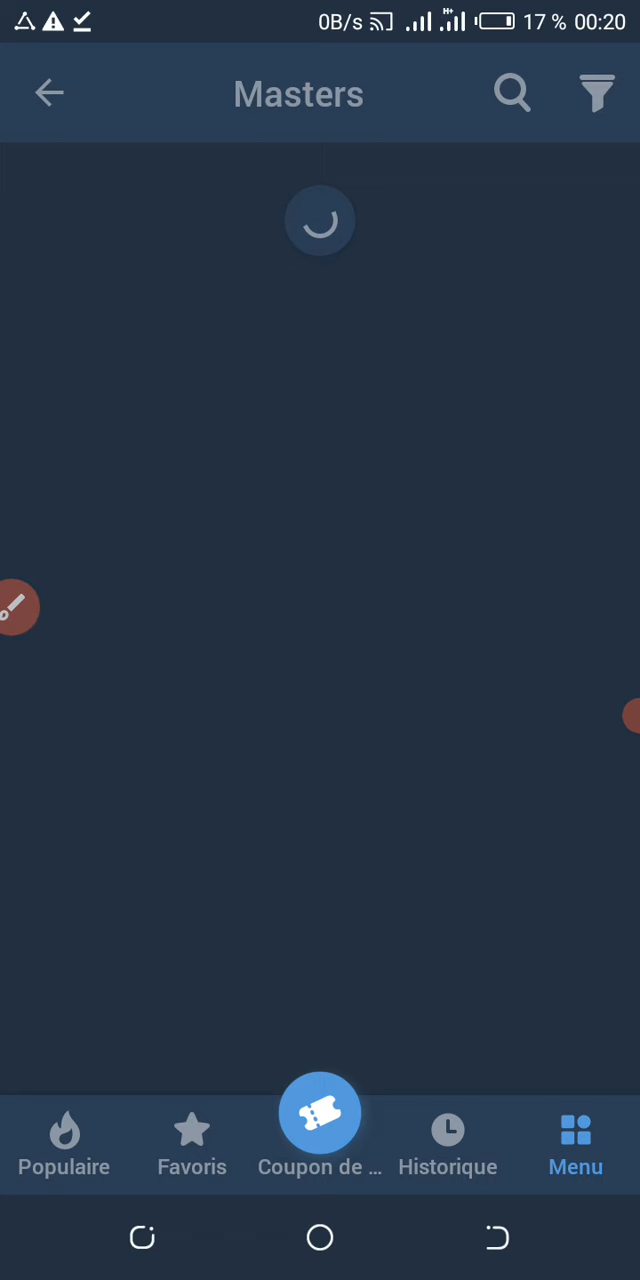 0B/s H+ 17 % 00:20
Masters
Populaire Favoris Coupon de ... Historique Menu